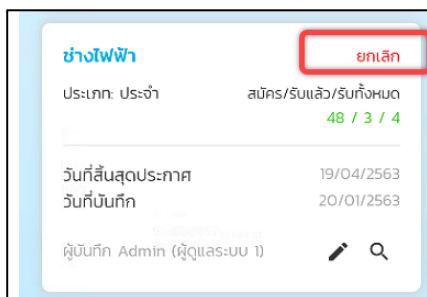 ช่างไฟฟ้า ยกเลิก
ประเภท: ประจำ สมัคร/รับแล้ว/รับทั้งหมด
48 / 3 / 4
วันที่สิ้นสุดประกาศ 19/04/2563
วันที่บันทึก 20/01/2563
ผู้บันทึก Admin (ผู้ดูแลระบบ 1)